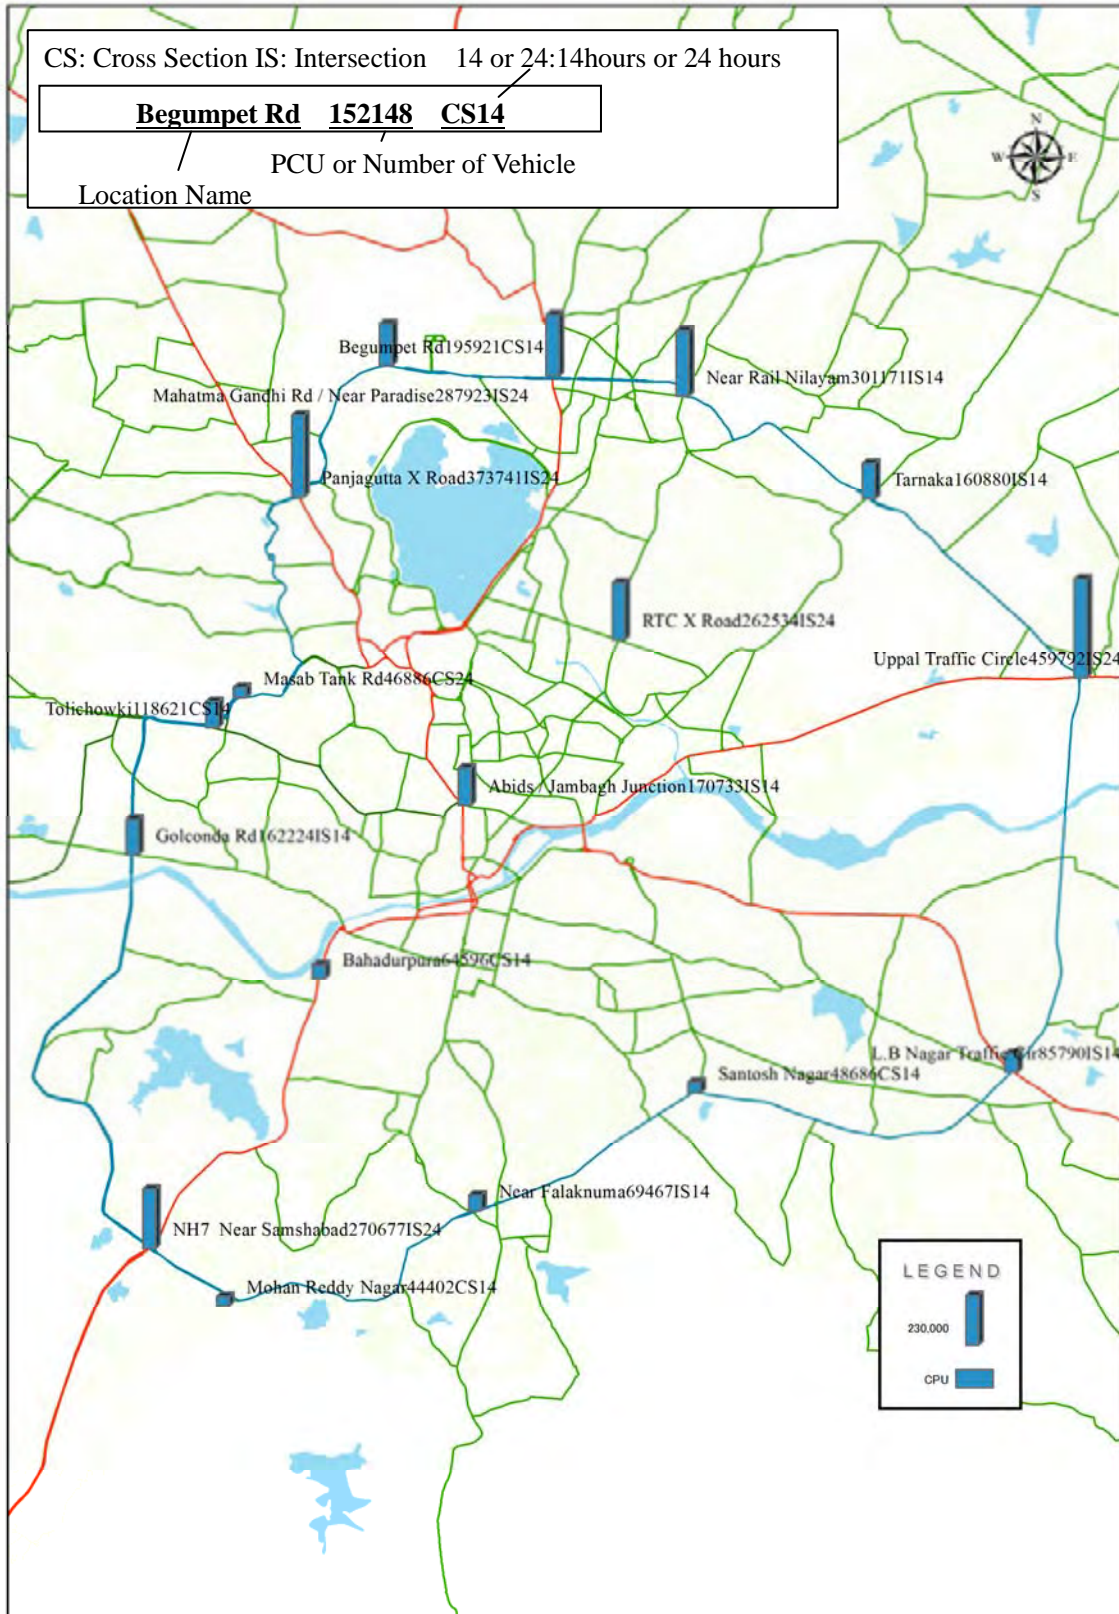 CS: Cross Section IS: Intersection 14 or 24:14hours or 24 hours
Begumpet Rd 152148 CS14
PCU or Number of Vehicle
Location Name
N
W E
S
Begumpet Rd195921CS14
Near Rail Nilayam301171IS14
Mahatma Gandhi Rd / Near Paradise287923IS24
Panjagutta X Road373741IS24
Tarnaka160880IS14
RTC X Road262534IS24
Uppal Traffic Circle459792IS24
Masab Tank Rd46886CS24
Tolichowki118621CS14
Abids / Jambagh Junction170733IS14
Golconda Rd162224IS14
Bahadurpura64596CS14
L.B Nagar Traffic Cir85790IS14
Santosh Nagar48686CS14
Near Falaknuma69467IS14
NH7 Near Samshabad270677IS24
Mohan Reddy Nagar44402CS14
LEGEND
230,000
CPU